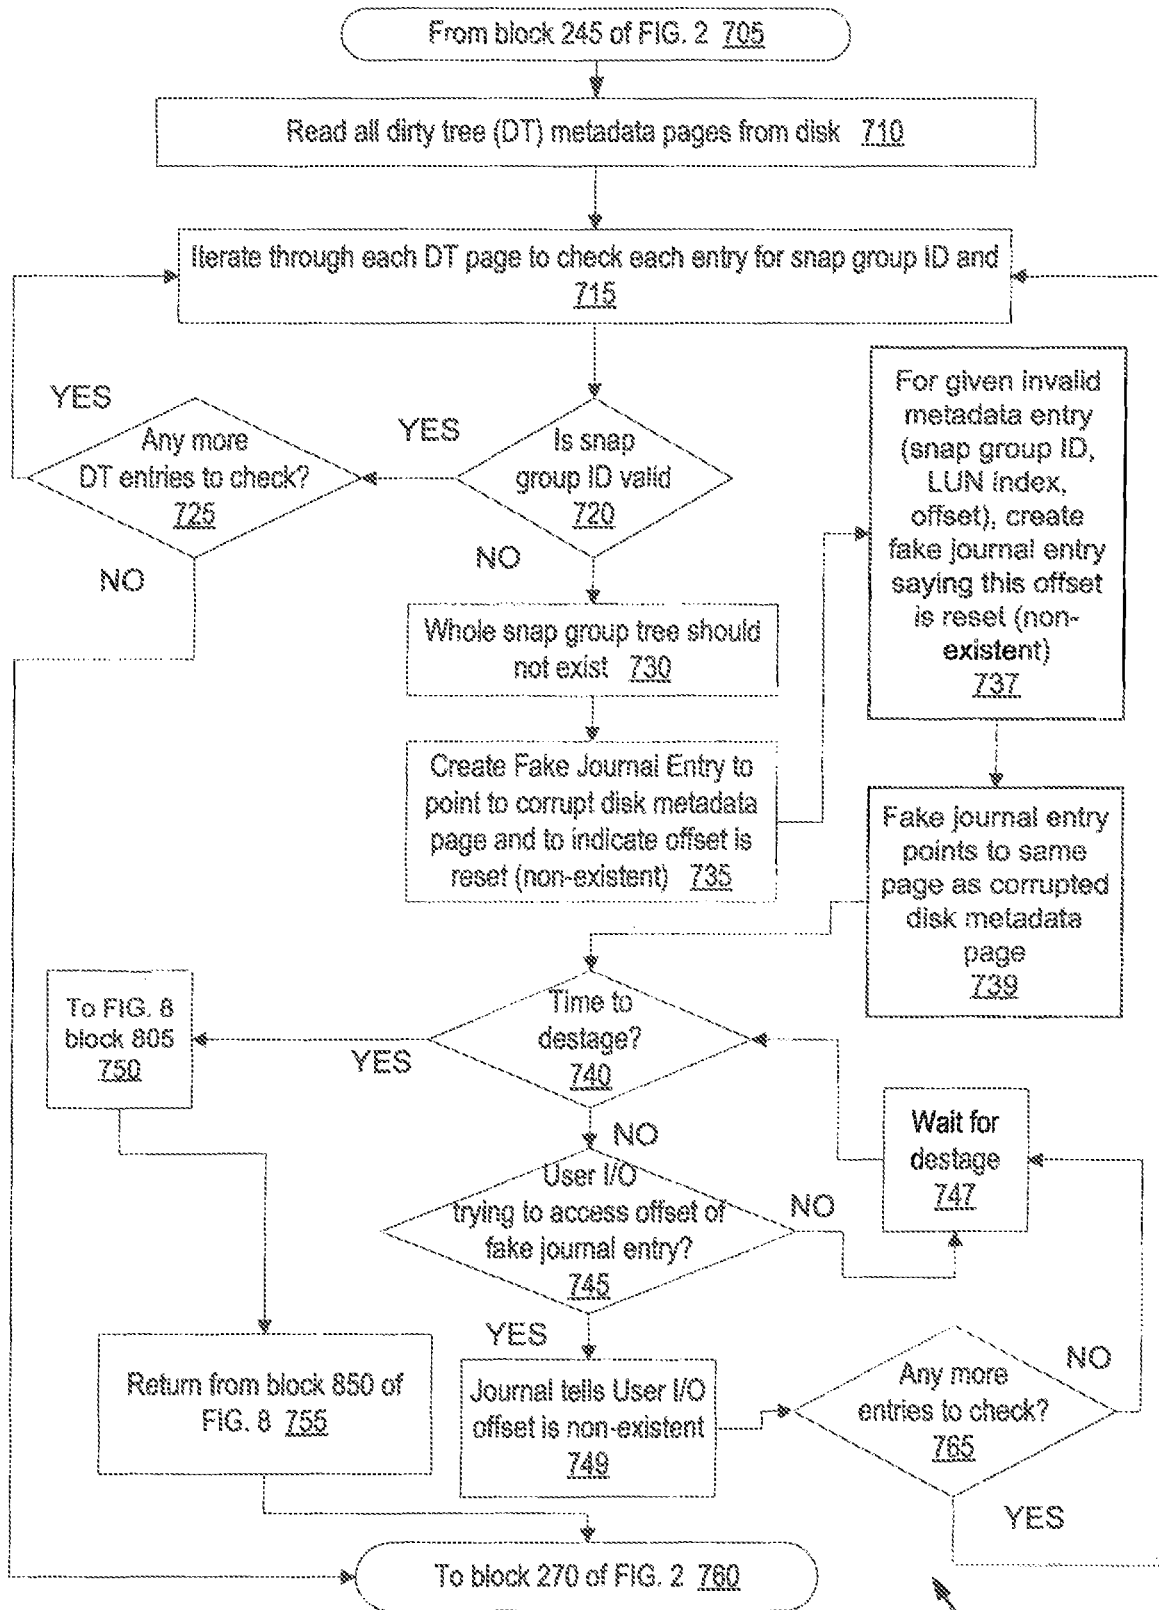 From block 245 of FIG. 2 705
Read all dirty tree (DT) metadata pages from disk 710
Iterate through each DT page to check each entry for snap group ID and
715
YES
Any more
DT entries to check?
725
NO
YES
Is snap
group ID valid
720
NO
Whole snap group tree should
not exist 730
Create Fake Journal Entry to
point to corrupt disk metadata
page and to indicate offset is
reset (non-existent) 735
For given invalid
metadata entry
(snap group ID,
LUN index,
offset), create
fake journal entry
saying this offset
is reset (non-
existent)
737
Fake journal entry
points to same
page as corrupted
disk metadata
page
739
Time to
destage?
740
YES
To FIG. 8
block 805
750
NO
User I/O
trying to access offset of
fake journal entry?
745
NO
Wait for
destage
747
YES
Journal tells User I/O
offset is non-existent
749
Any more
entries to check?
765
NO
YES
Return from block 850 of
FIG. 8 755
To block 270 of FIG. 2 760